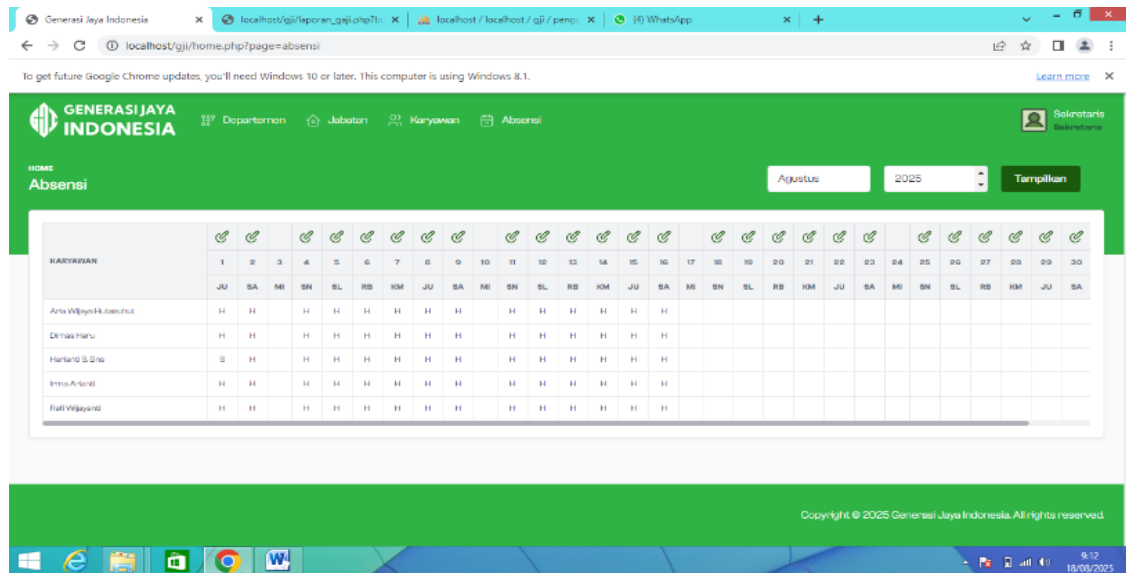 Generasi Jaya Indonesia
localhost/gji/laporan_gaji.php?b
localhost / localhost / gji / peng
(4) WhatsApp
localhost/gji/home.php?page=absensi
To get future Google Chrome updates, you'll need Windows 10 or later. This computer is using Windows 8.1.
Learn more
GENERASI JAYA
INDONESIA
Departemen
Jabatan
Karyawan
Absensi
Sekretaris
Sekretaris
HOME
Absensi
Agustus
2025
Tampilkan
KARYAWAN
1 2 3 4 5 6 7 8 9 10 11 12 13 14 15 16 17 18 19 20 21 22 23 24 25 26 27 28 29 30
JU SA MI SN SL RB KM JU SA MI SN SL RB KM JU SA MI SN SL RB KM JU SA MI SN SL RB KM JU SA
Wijaya H H H H H H H H H H H H H H
Dimas H H H H H H H H H H H H H H
S H H H H H H H H H H H H H
H H H H H H H H H H H H H H
Rafi Wijayanti H H H H H H H H H H H H H H
Copyright © 2025 Generasi Jaya Indonesia. All rights reserved.
9:12
18/08/2025